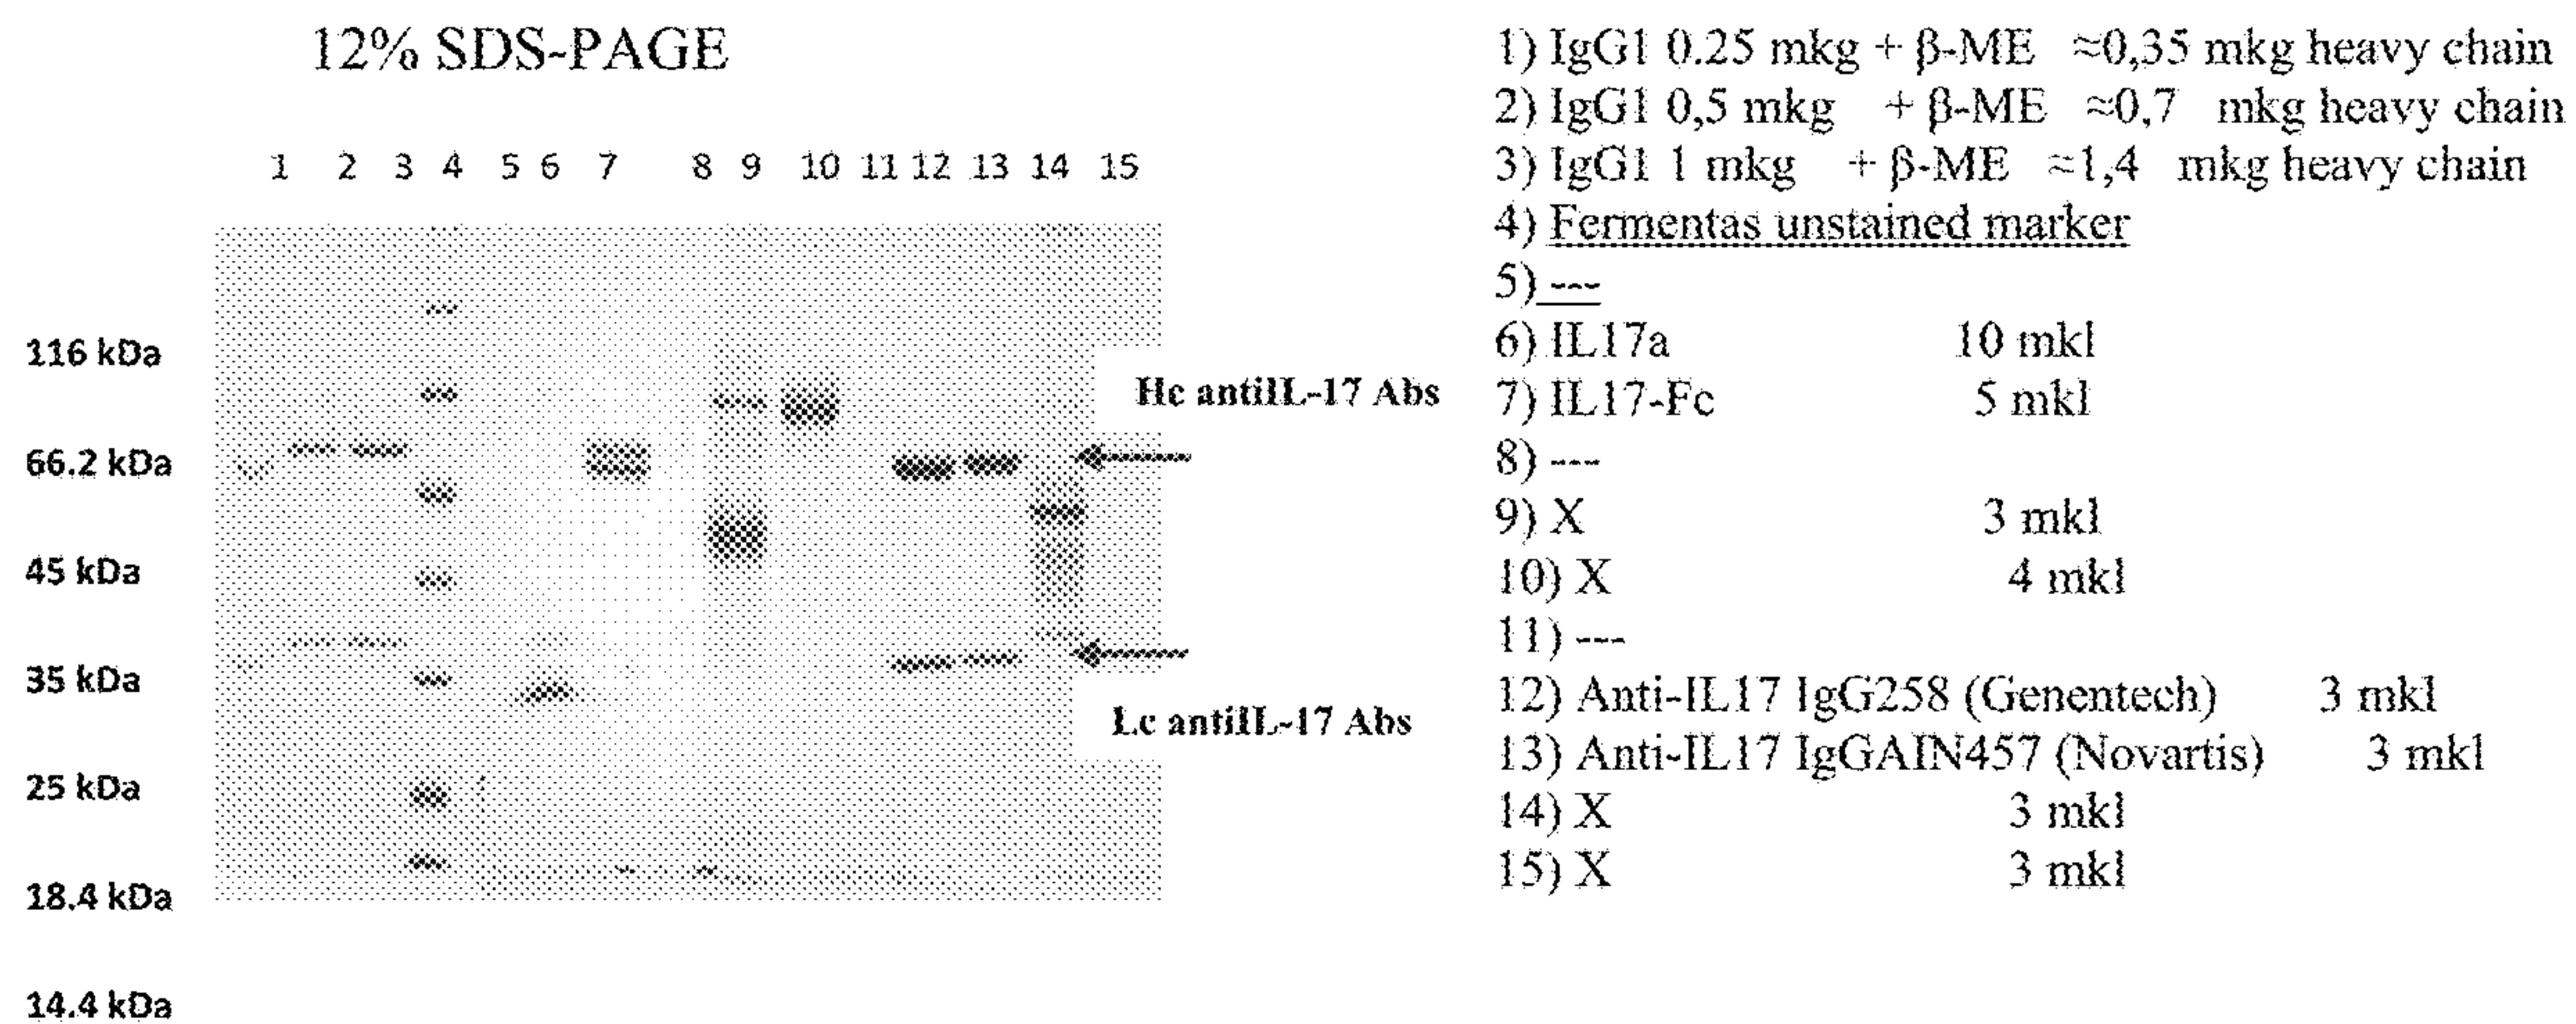 12% SDS-PAGE
1 2 3 4 5 6 7 8 9 10 11 12 13 14 15
116 kDa
66.2 kDa
45 kDa
35 kDa
25 kDa
18.4 kDa
14.4 kDa
Hc antiIL-17 Abs
Lc antiIL-17 Abs
1) IgG1 0.25 mkg + β-ME ≈0,35 mkg heavy chain
2) IgG1 0,5 mkg + β-ME ≈0,7 mkg heavy chain
3) IgG1 1 mkg + β-ME ≈1,4 mkg heavy chain
4) Fermentas unstained marker
5) ---
6) IL17a 10 mkl
7) IL17-Fc 5 mkl
8) ---
9) X 3 mkl
10) X 4 mkl
11) ---
12) Anti-IL17 IgG258 (Genentech) 3 mkl
13) Anti-IL17 IgGAIN457 (Novartis) 3 mkl
14) X 3 mkl
15) X 3 mkl